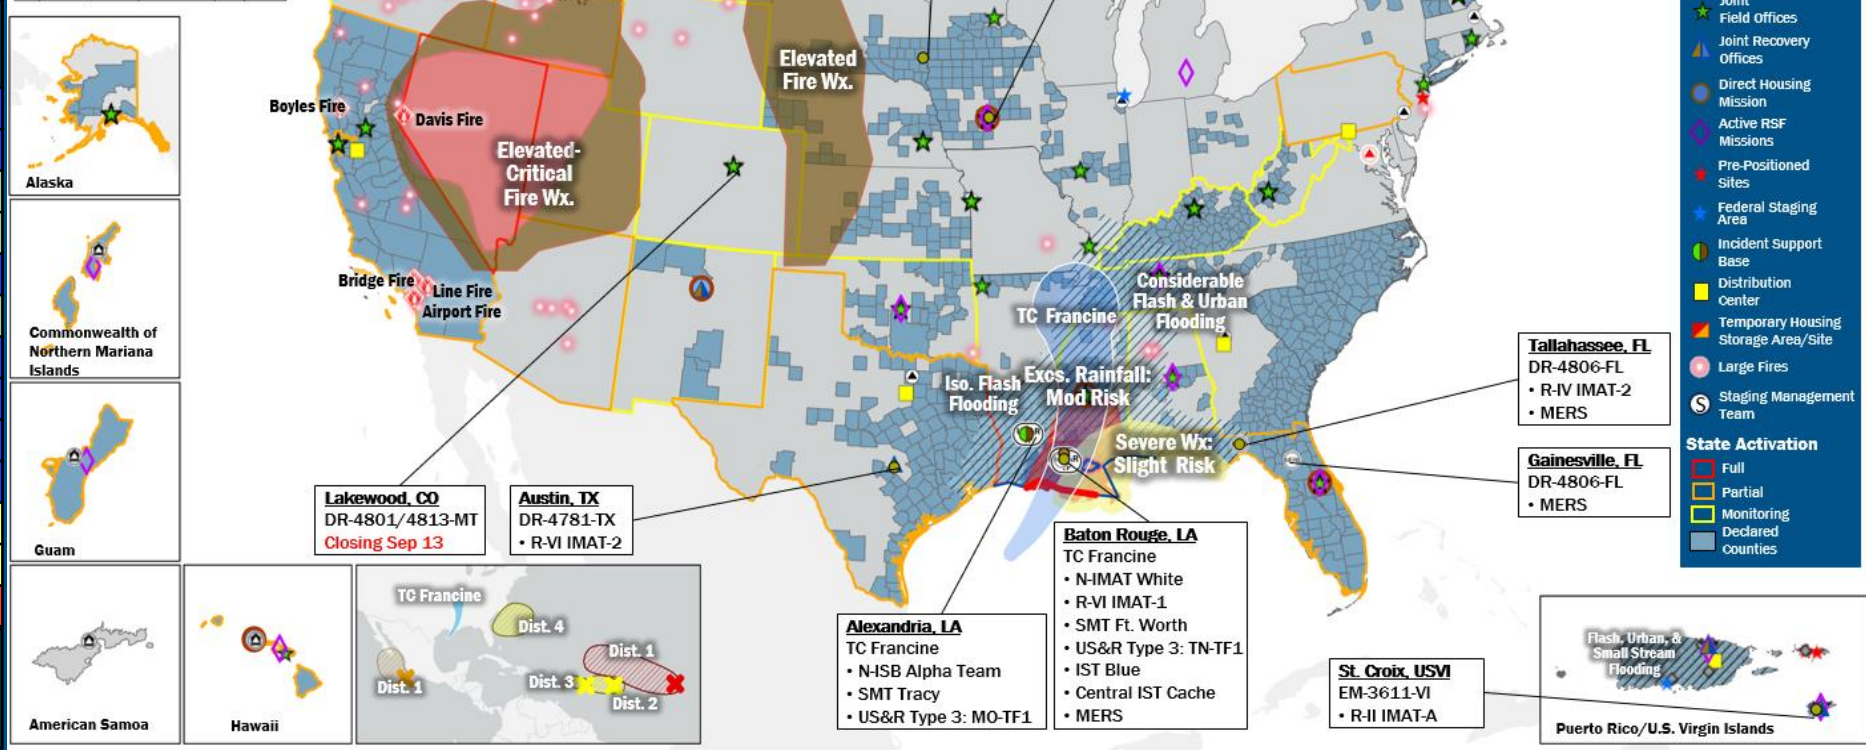 Elevated
Fire Wx.
Boyles Fire
Davis Fire
Elevated-
Critical
Fire Wx.
Bridge Fire
Line Fire
Airport Fire
Considerable
Flash & Urban
Flooding
TC Francine
Iso. Flash
Flooding
Excs. Rainfall:
Mod Risk
Severe Wx:
Slight Risk
Alaska
Commonwealth of
Northern Mariana
Islands
Guam
American Samoa
Hawaii
TC Francine
Dist. 4
Dist. 1
Dist. 1
Dist. 3
Dist. 2
Lakewood, CO
DR-4801/4813-MT
Closing Sep 13
Austin, TX
DR-4781-TX
• R-VI IMAT-2
Alexandria, LA
TC Francine
• N-ISB Alpha Team
• SMT Tracy
• US&R Type 3: MO-TF1
Baton Rouge, LA
TC Francine
• N-IMAT White
• R-VI IMAT-1
• SMT Ft. Worth
• US&R Type 3: TN-TF1
• IST Blue
• Central IST Cache
• MERS
Tallahassee, FL
DR-4806-FL
• R-IV IMAT-2
• MERS
Gainesville, FL
DR-4806-FL
• MERS
St. Croix, USVI
EM-3611-VI
• R-II IMAT-A
Flash, Urban, &
Small Stream
Flooding
Puerto Rico/U.S. Virgin Islands
Joint
Field Offices
Joint Recovery
Offices
Direct Housing
Mission
Active RSF
Missions
Pre-Positioned
Sites
Federal Staging
Area
Incident Support
Base
Distribution
Center
Temporary Housing
Storage Area/Site
Large Fires
S
Staging Management
Team
State Activation
Full
Partial
Monitoring
Declared
Counties